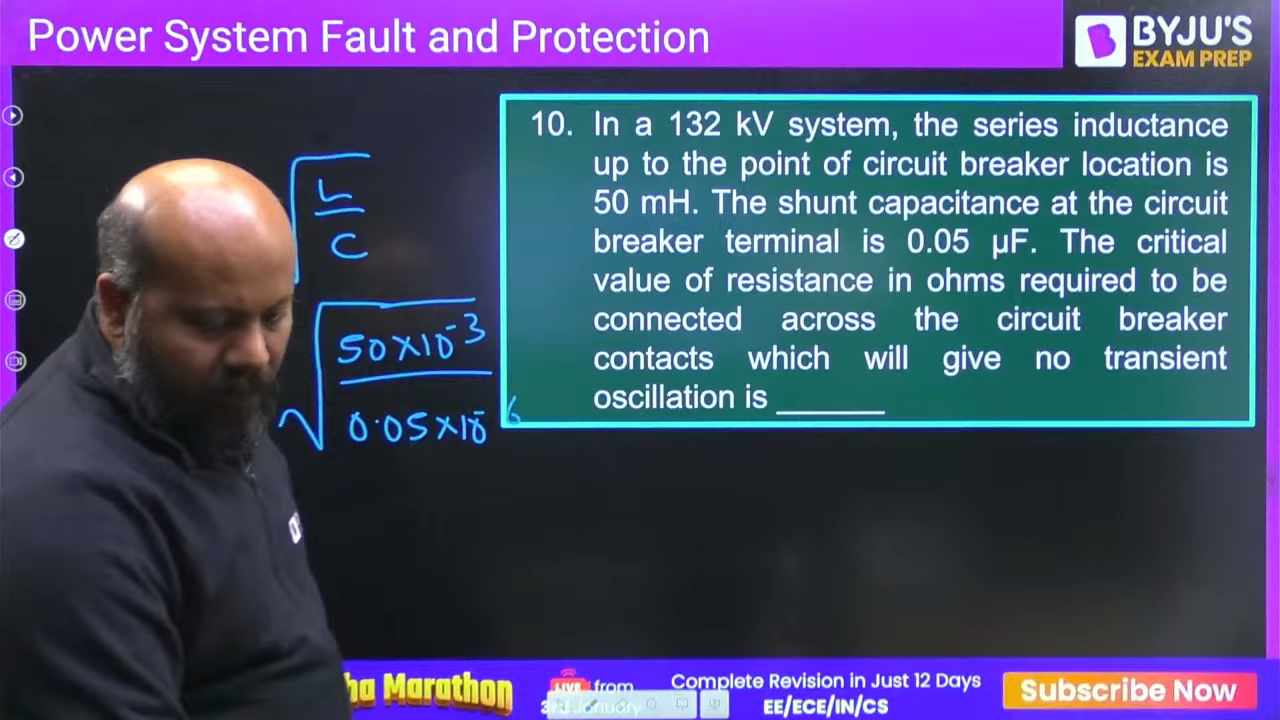 Power System Fault and Protection
BYJU'S
EXAM PREP
10. In a 132 kV system, the series inductance
up to the point of circuit breaker location is
50 mH. The shunt capacitance at the circuit
breaker terminal is 0.05 µF. The critical
value of resistance in ohms required to be
connected across the circuit breaker
contacts which will give no transient
oscillation is ______
√
L
C
√
50×10⁻³
0.05×10⁻⁶
Marathon
LIVE from
3rd January
Complete Revision in Just 12 Days
EE/ECE/IN/CS
Subscribe Now